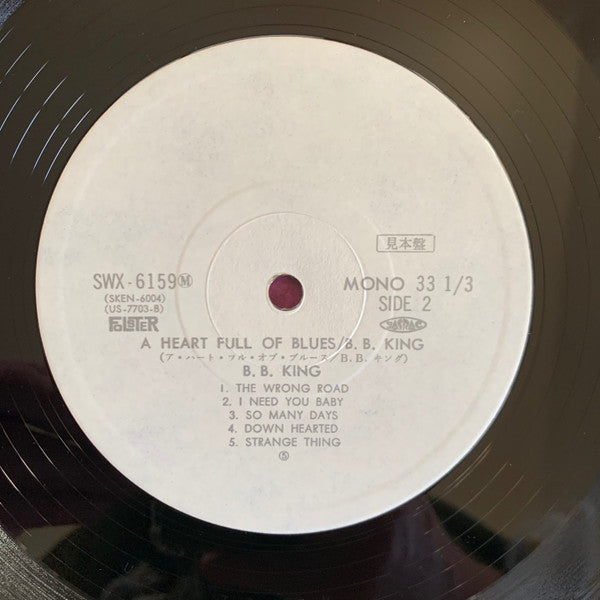 見本盤
SWX-6159Ⓜ
MONO 33 1/3
(SKEN-6004)
SIDE 2
(US-7703-B)
POLSTER
JASRAC
A HEART FULL OF BLUES/B. B. KING
(ア・ハート・フル・オブ・ブルース/B.B. キング)
B. B. KING
1. THE WRONG ROAD
2. I NEED YOU BABY
3. SO MANY DAYS
4. DOWN HEARTED
5. STRANGE THING
⑤